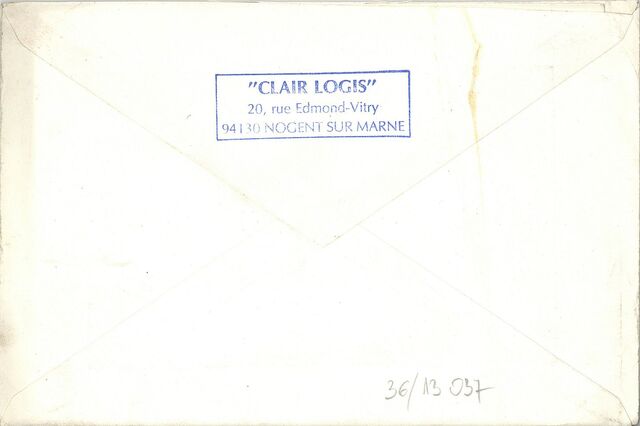 "CLAIR LOGIS"
20, rue Edmond-Vitry
94130 NOGENT SUR MARNE
36/13 037